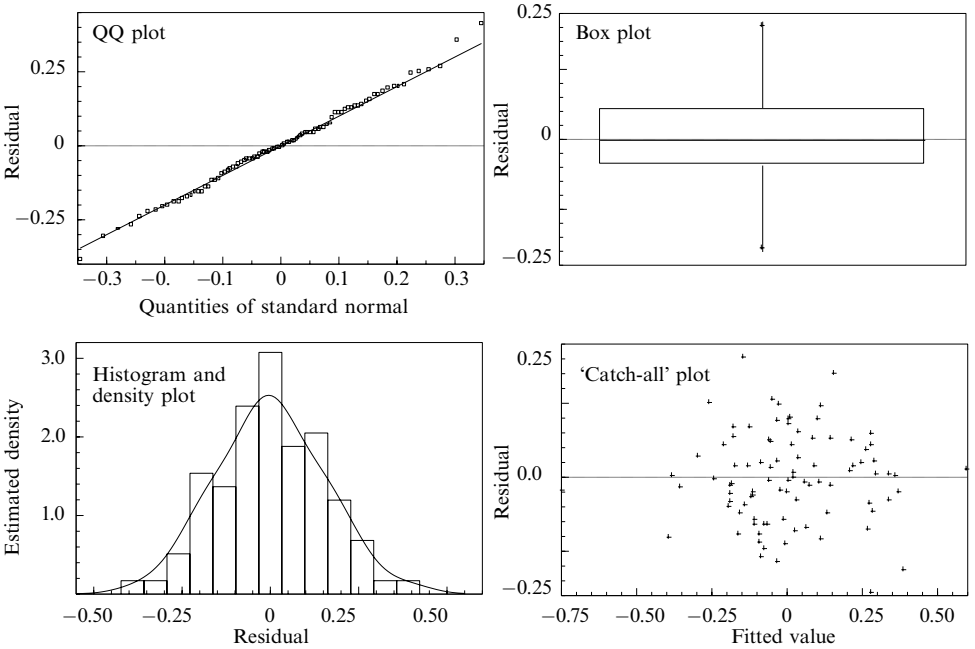 QQ plot
Residual
0.25
0
−0.25
−0.3
−0.
−0.1
0
0.1
0.2
0.3
Quantities of standard normal
Box plot
Residual
0.25
0
−0.25
Histogram and
density plot
Estimated density
3.0
2.0
1.0
−0.50
−0.25
0
0.25
0.50
Residual
‘Catch-all’ plot
Residual
0.25
0.0
−0.25
−0.75
−0.50
−0.25
0
0.25
0.50
Fitted value